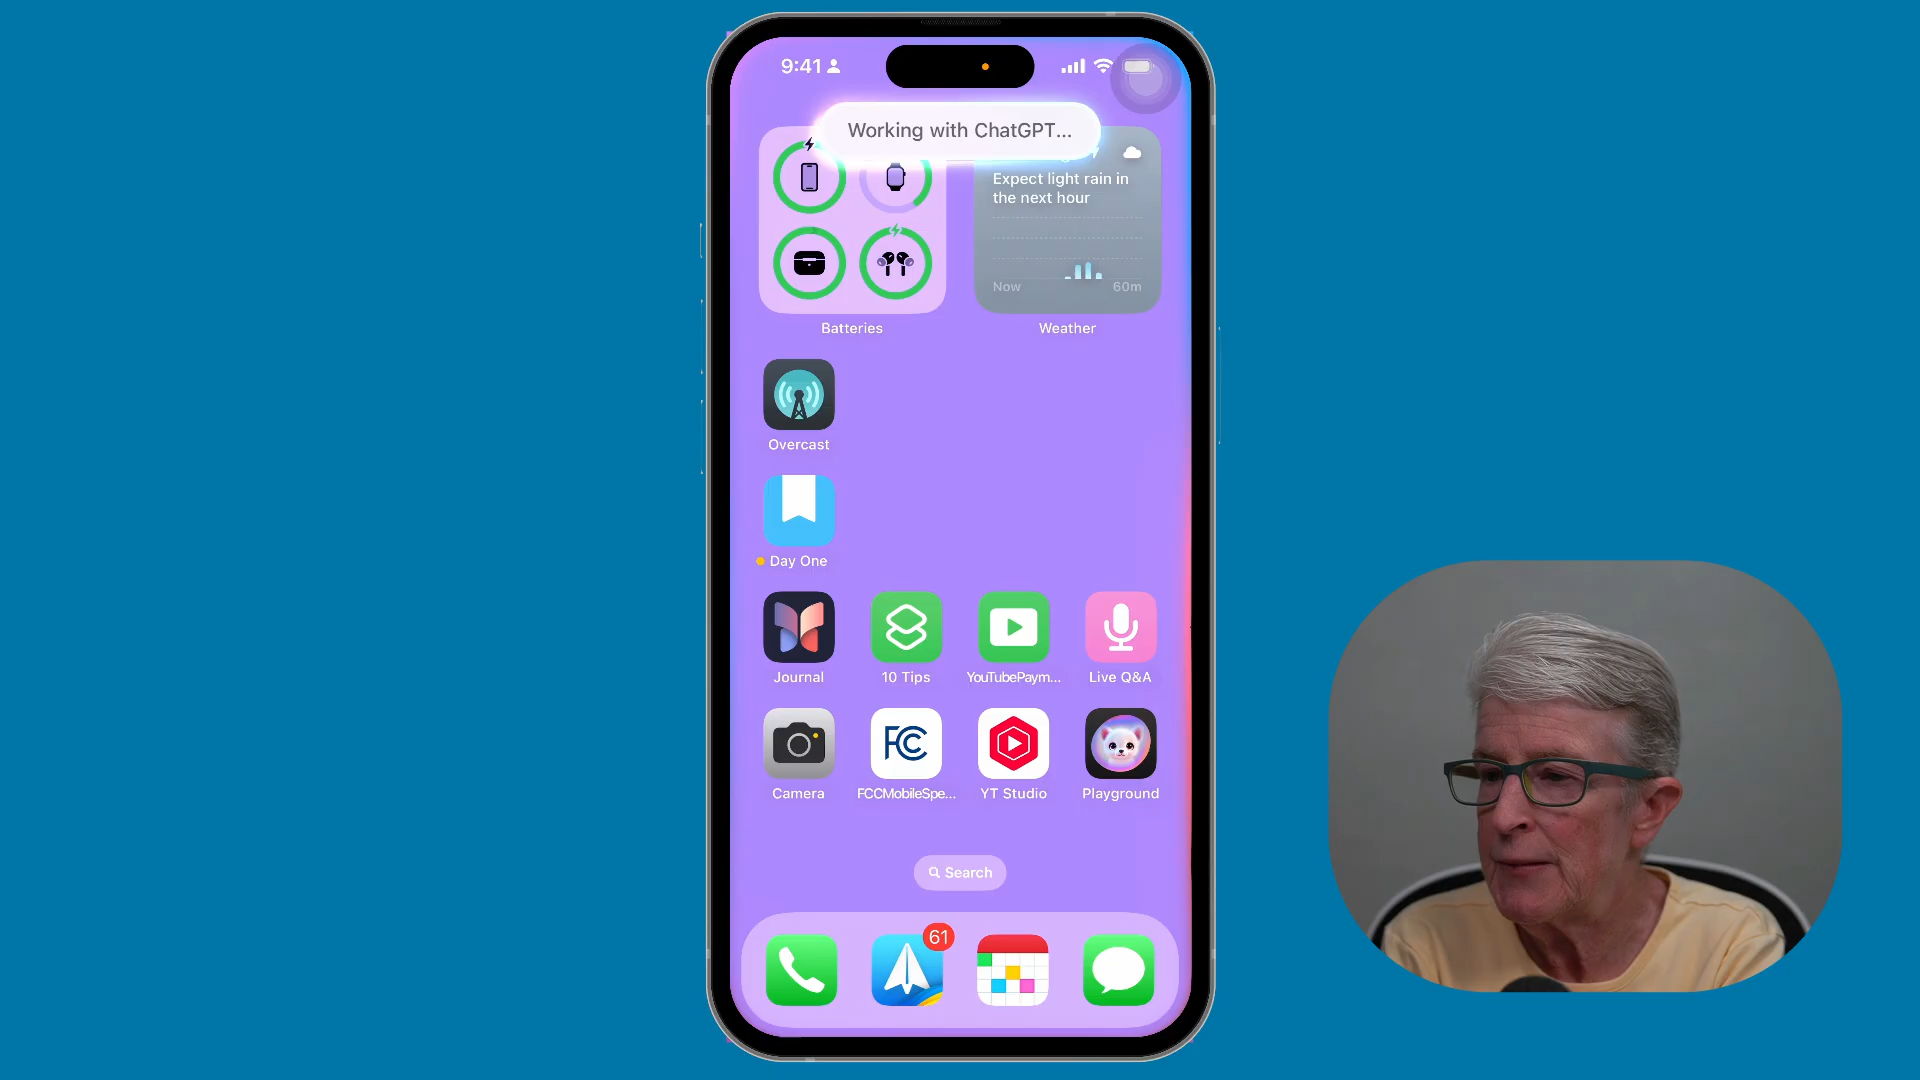 9:41
Working with ChatGPT...
Expect light rain in
the next hour
Now 60m
Batteries Weather
Overcast
Day One
Journal 10 Tips YouTubePaym... Live Q&A
FC
Camera FCCMobileSpe... YT Studio Playground
Search
61